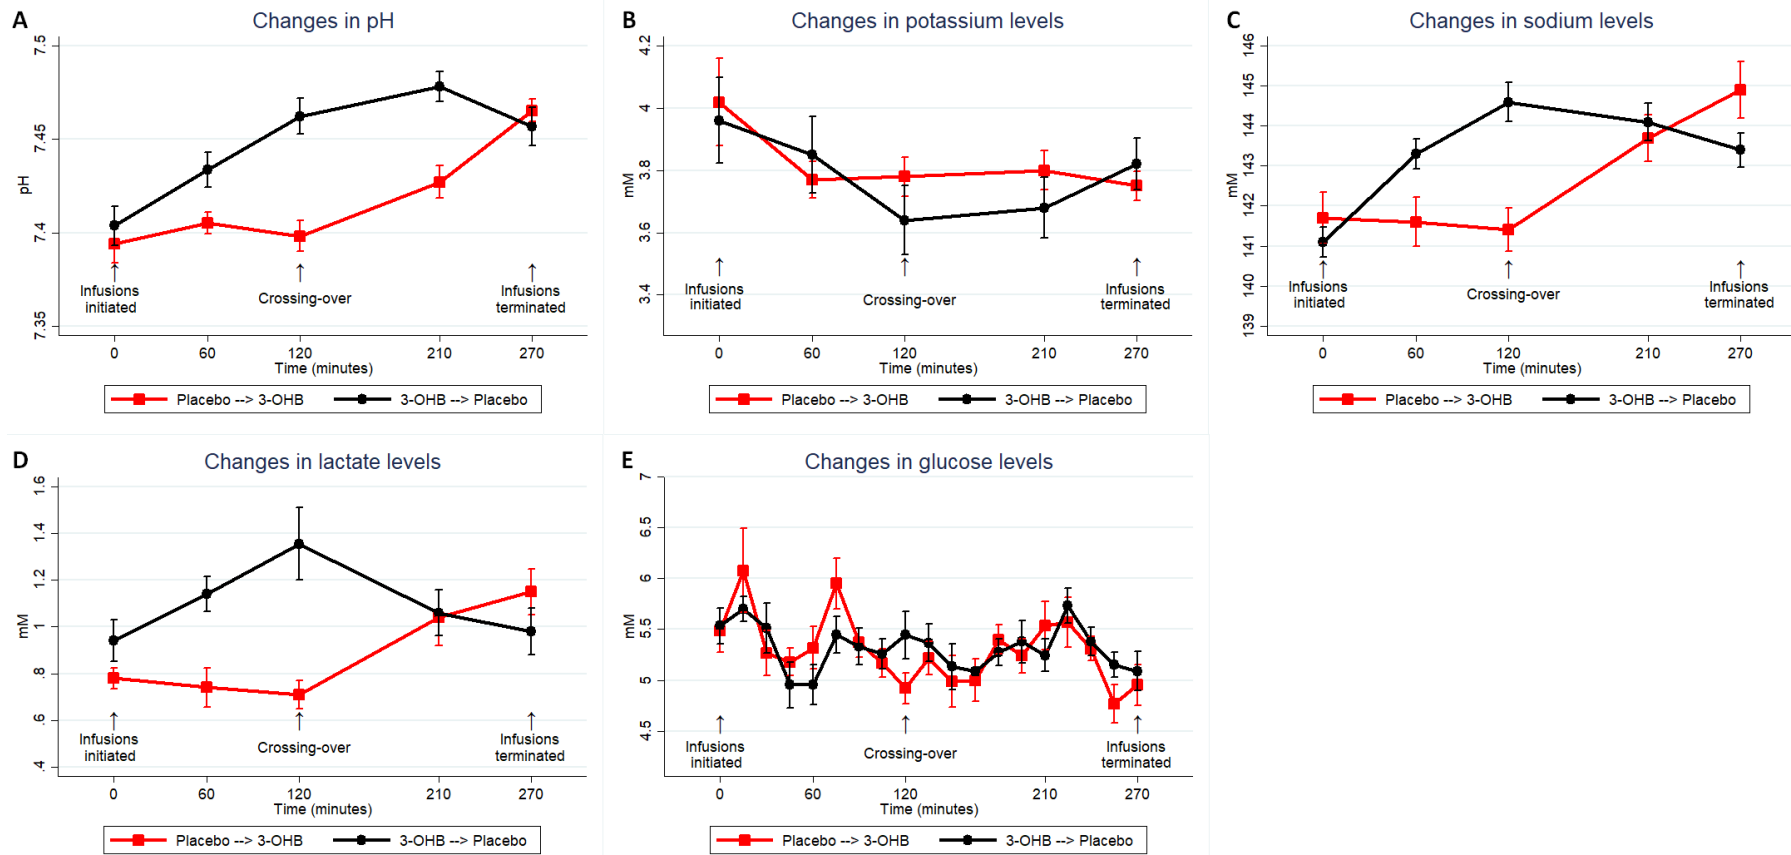 A
Changes in pH
7.5
7.45
7.4
7.35
pH
Infusions
initiated
Crossing-over
Infusions
terminated
0 60 120 210 270
Time (minutes)
Placebo --> 3-OHB 3-OHB --> Placebo
B
Changes in potassium levels
4.2
4
3.8
3.6
3.4
mM
Infusions
initiated
Crossing-over
Infusions
terminated
0 60 120 210 270
Time (minutes)
Placebo --> 3-OHB 3-OHB --> Placebo
C
Changes in sodium levels
146
145
144
143
142
141
140
139
mM
Infusions
initiated
Crossing-over
Infusions
terminated
0 60 120 210 270
Time (minutes)
Placebo --> 3-OHB 3-OHB --> Placebo
D
Changes in lactate levels
1.6
1.4
1.2
1
.8
.6
.4
mM
Infusions
initiated
Crossing-over
Infusions
terminated
0 60 120 210 270
Time (minutes)
Placebo --> 3-OHB 3-OHB --> Placebo
E
Changes in glucose levels
7
6.5
6
5.5
5
4.5
mM
Infusions
initiated
Crossing-over
Infusions
terminated
0 60 120 210 270
Time (minutes)
Placebo --> 3-OHB 3-OHB --> Placebo